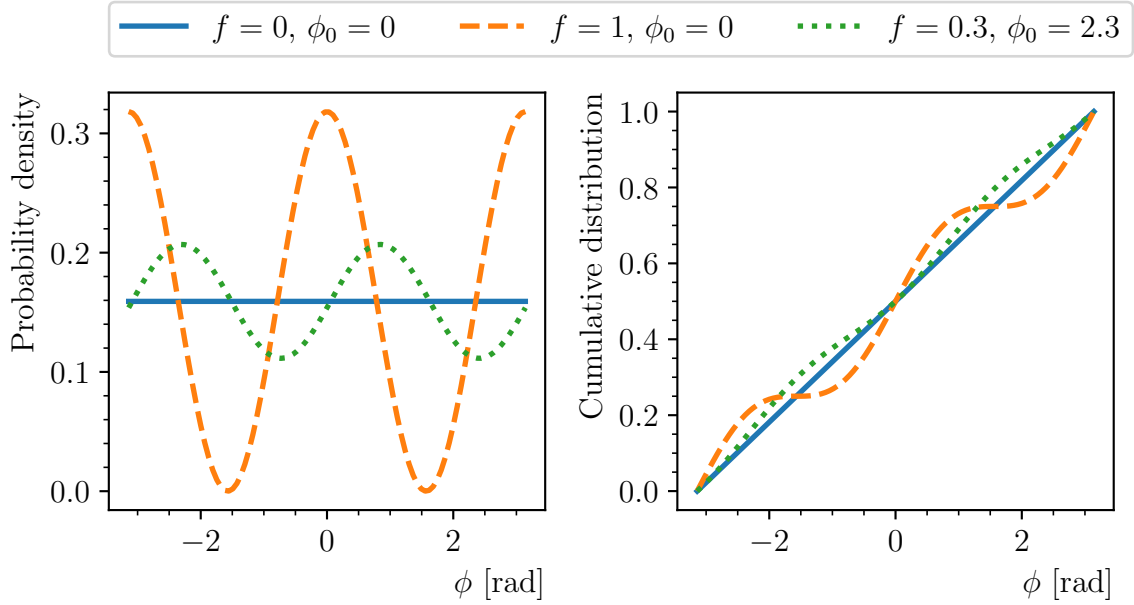 f = 0, ϕ₀ = 0
f = 1, ϕ₀ = 0
f = 0.3, ϕ₀ = 2.3
Probability density
0.3
0.2
0.1
0.0
−2
0
2
ϕ [rad]
Cumulative distribution
1.0
0.8
0.6
0.4
0.2
0.0
−2
0
2
ϕ [rad]